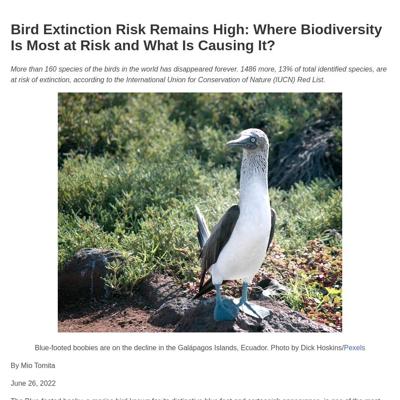 Bird Extinction Risk Remains High: Where Biodiversity
Is Most at Risk and What Is Causing It?
More than 160 species of the birds in the world has disappeared forever. 1486 more, 13% of total identified species, are
at risk of extinction, according to the International Union for Conservation of Nature (IUCN) Red List.
Blue-footed boobies are on the decline in the Galápagos Islands, Ecuador. Photo by Dick Hoskins/Pexels
By Mio Tomita
June 26, 2022